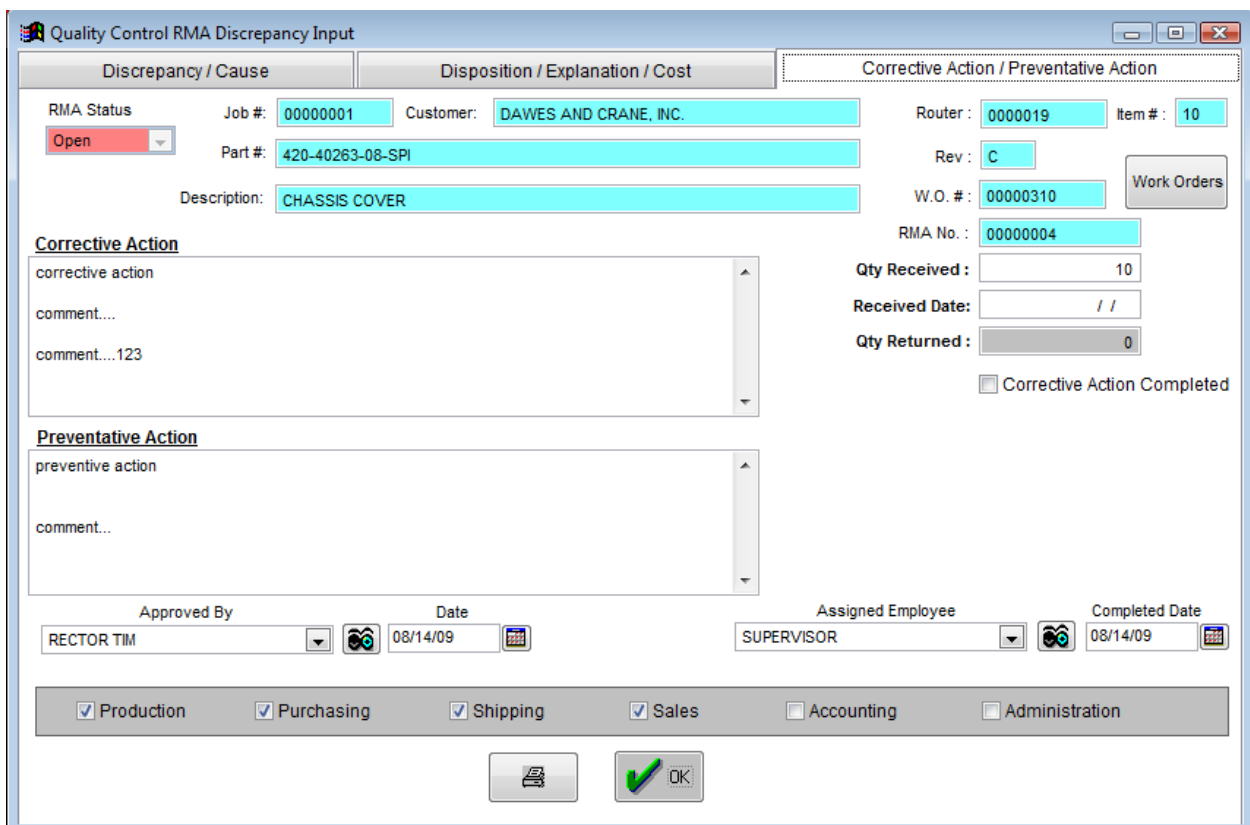 Quality Control RMA Discrepancy Input
Discrepancy / Cause
Disposition / Explanation / Cost
Corrective Action / Preventative Action
RMA Status
Open
Job #: 00000001
Customer: DAWES AND CRANE, INC.
Router : 0000019
Item # : 10
Part #: 420-40263-08-SPI
Rev : C
Work Orders
Description: CHASSIS COVER
W.O. # : 00000310
RMA No. : 00000004
Corrective Action
corrective action
comment....
comment....123
Qty Received : 10
Received Date: / /
Qty Returned : 0
Corrective Action Completed
Preventative Action
preventive action
comment...
Approved By
Date
Assigned Employee
Completed Date
RECTOR TIM
08/14/09
SUPERVISOR
08/14/09
Production
Purchasing
Shipping
Sales
Accounting
Administration
OK